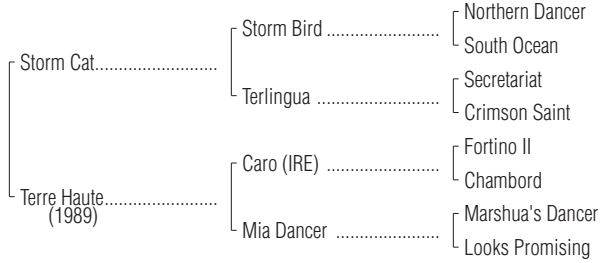 Northern Dancer
Storm Bird ........................
South Ocean
Storm Cat..........................
Secretariat
Terlingua ..........................
Crimson Saint
Fortino II
Caro (IRE) ........................
Chambord
Terre Haute........................
(1989)
Marshua's Dancer
Mia Dancer ......................
Looks Promising